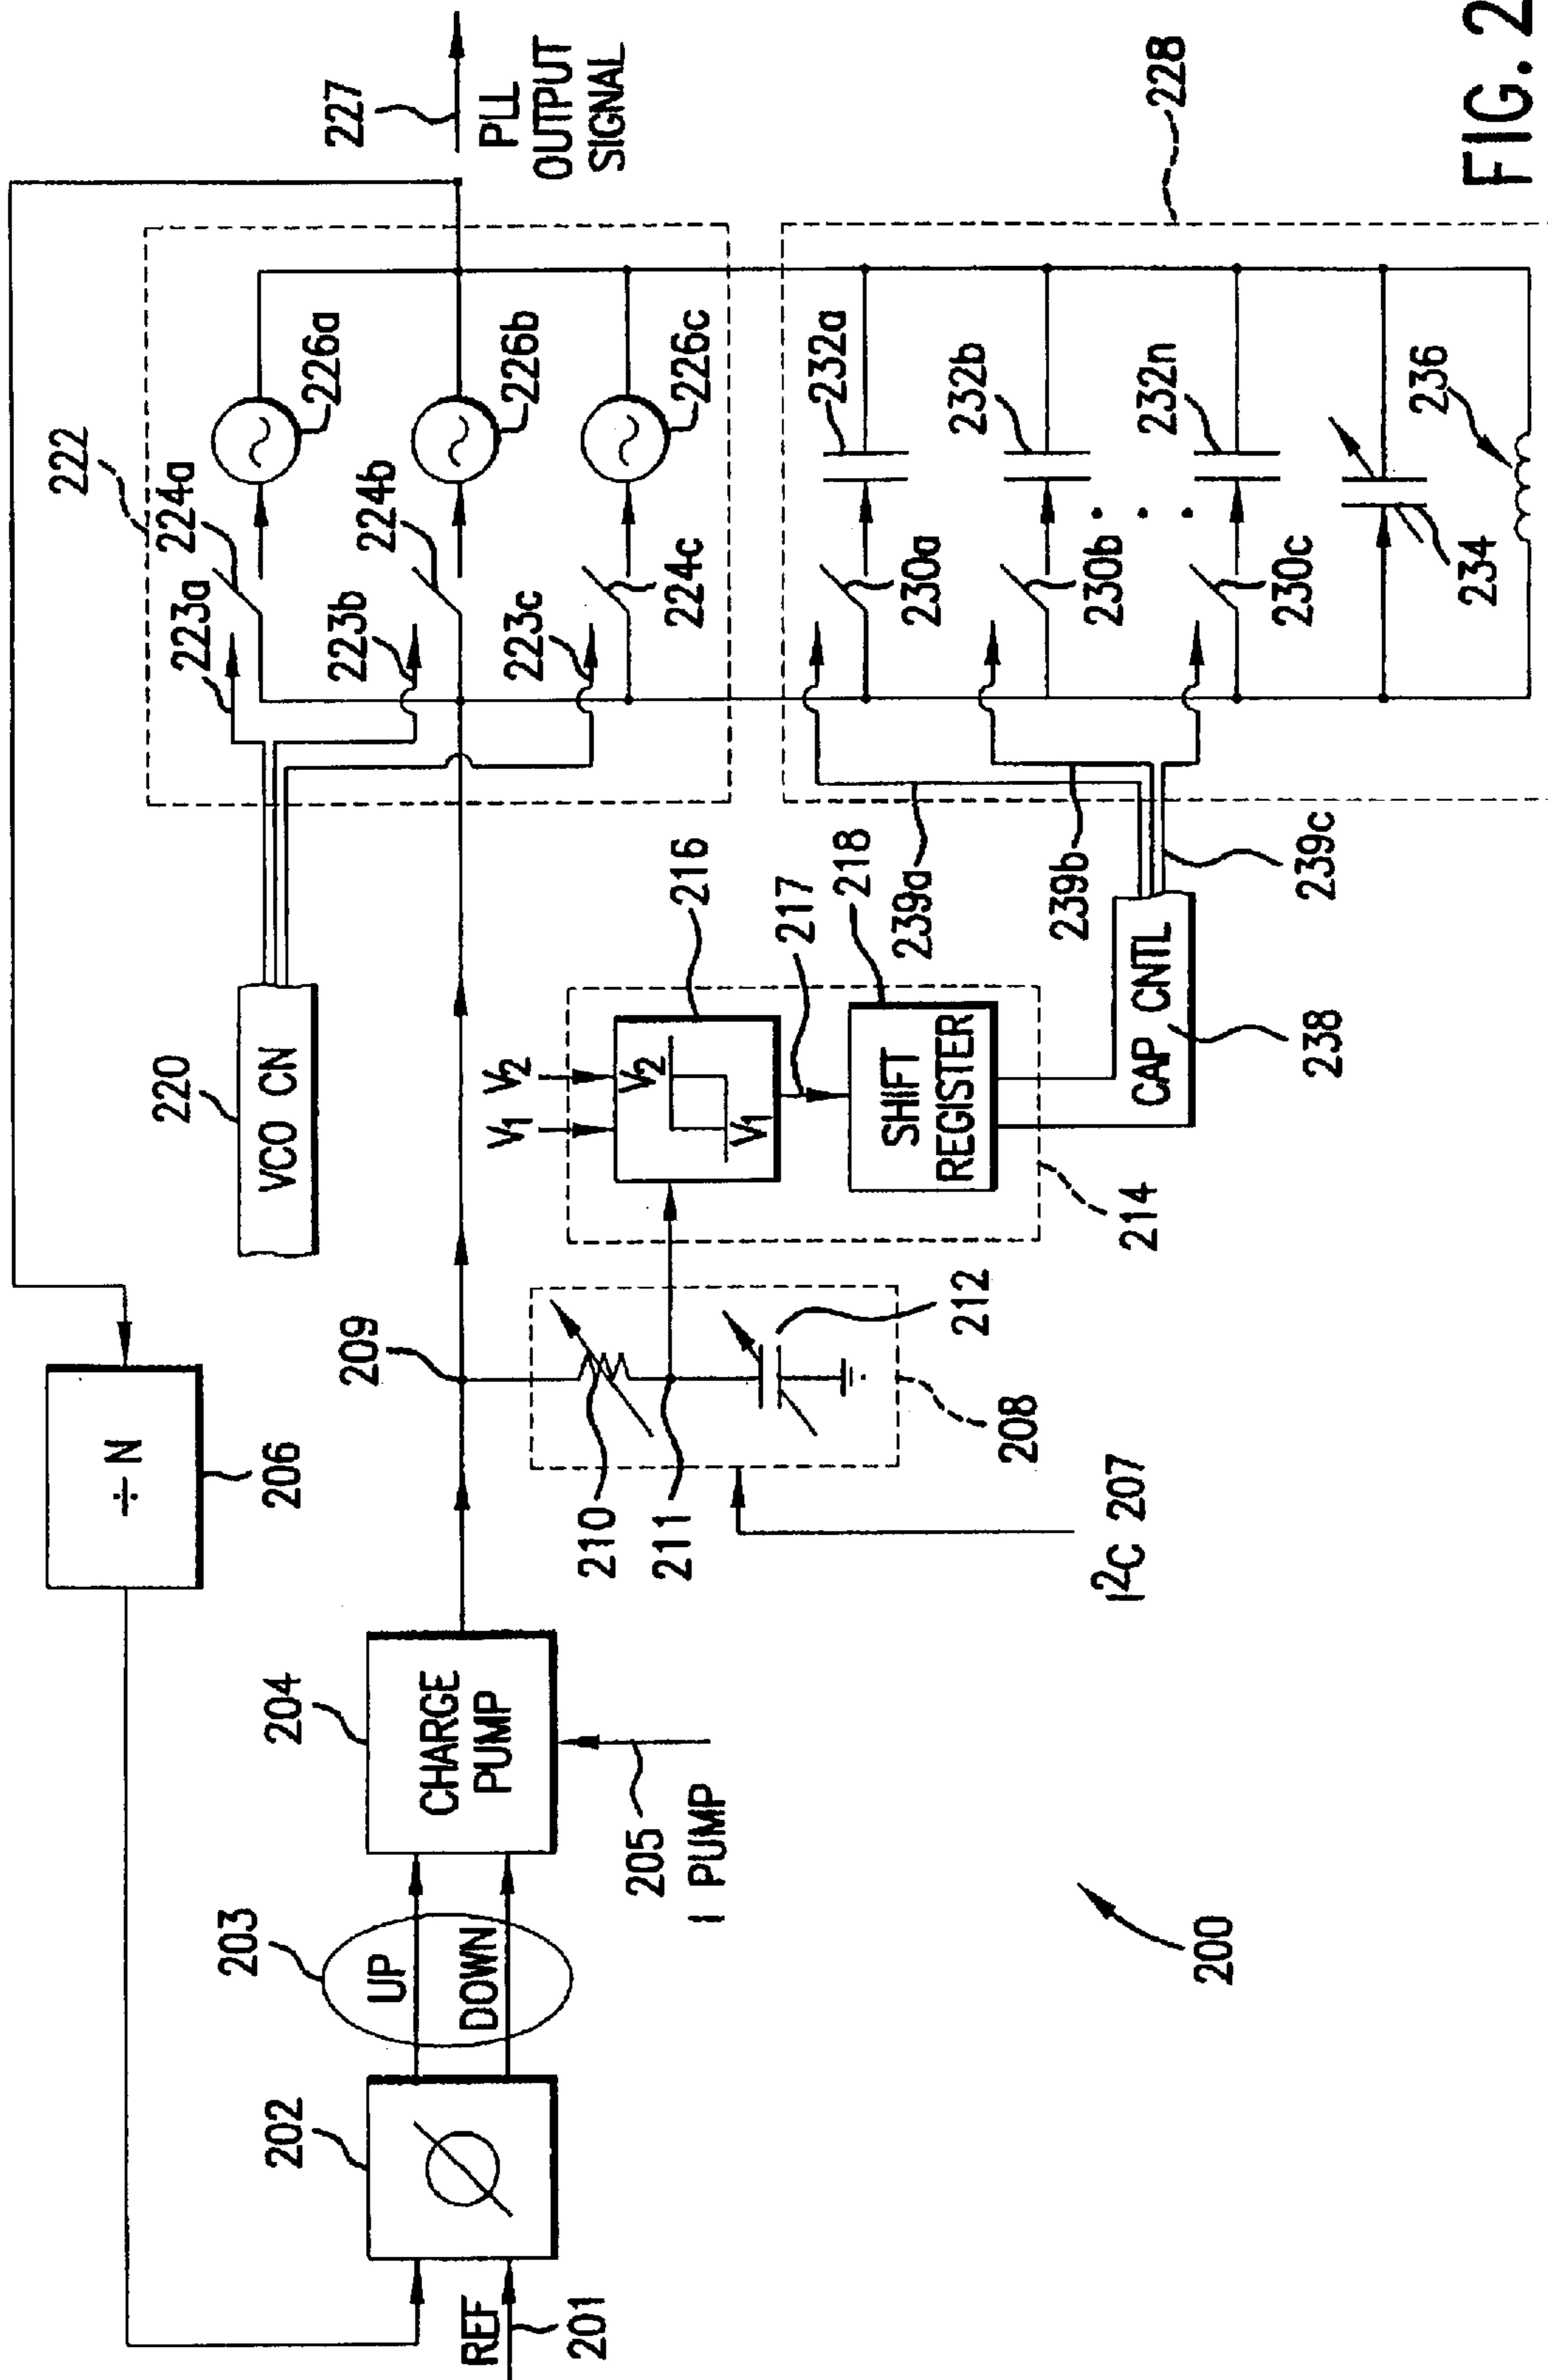 227
PLL
OUTPUT
SIGNAL
222
224a
223a
226a
224b
223b
226b
223c
224c
226c
228
232a
230a
232b
230b
232n
230c
234
236
239a
239b
239c
220
VCO CN
V1 V2
V2
V1
216
217
218
SHIFT
REGISTER
214
CAP CNTL
238
÷ N
206
209
210
211
212
208
I2C 207
204
CHARGE
PUMP
205
I PUMP
203
UP
DOWN
202
Ø
REF
201
200
FIG. 2